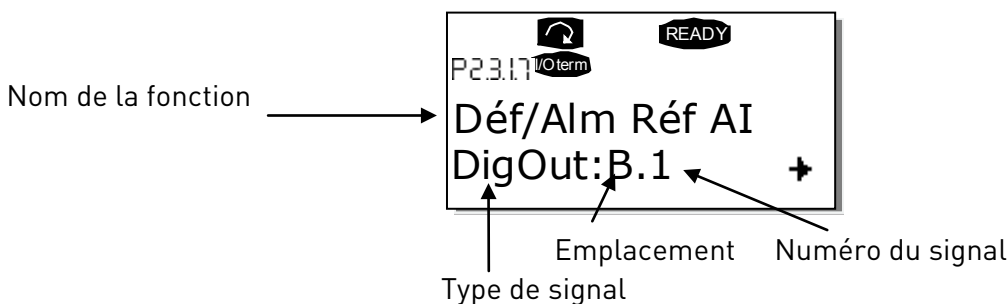 READY
P2.3.1.7 I/O term
Nom de la fonction
Déf/Alm Réf AI
DigOut:B.1
Emplacement
Numéro du signal
Type de signal